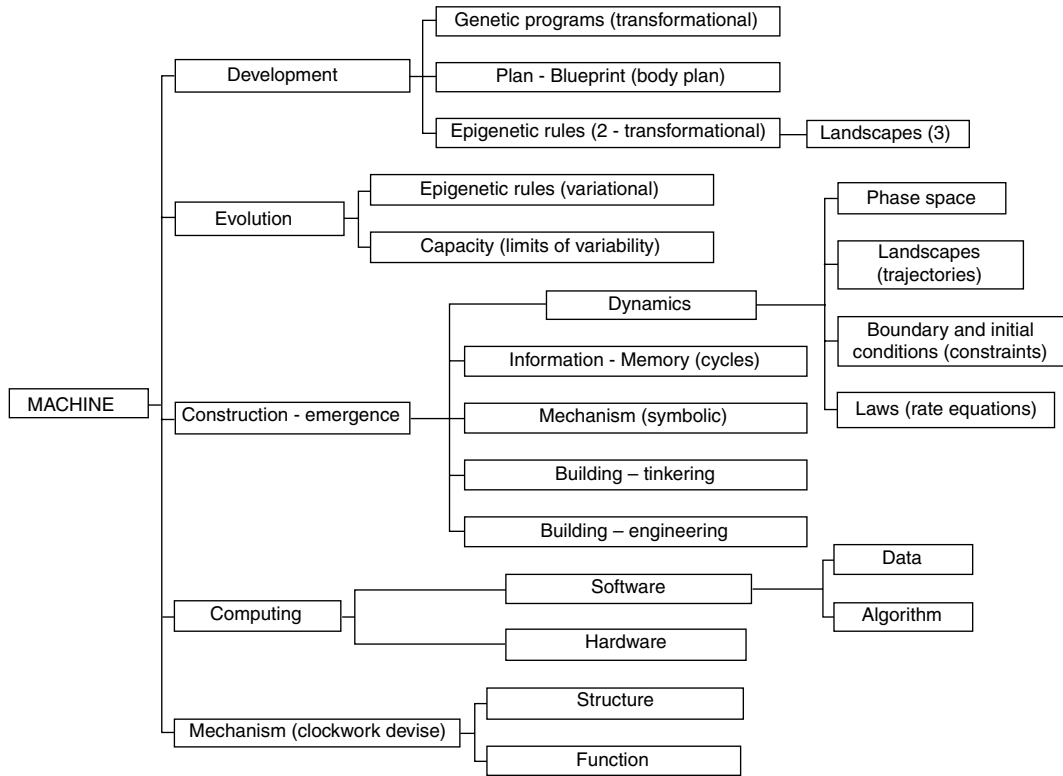 Genetic programs (transformational)
Development
Plan - Blueprint (body plan)
Epigenetic rules (2 - transformational)
Landscapes (3)
Epigenetic rules (variational)
Evolution
Capacity (limits of variability)
Phase space
Landscapes
(trajectories)
Dynamics
Boundary and initial
conditions (constraints)
Information - Memory (cycles)
MACHINE
Construction - emergence
Mechanism (symbolic)
Laws (rate equations)
Building – tinkering
Building – engineering
Data
Software
Computing
Algorithm
Hardware
Structure
Mechanism (clockwork devise)
Function